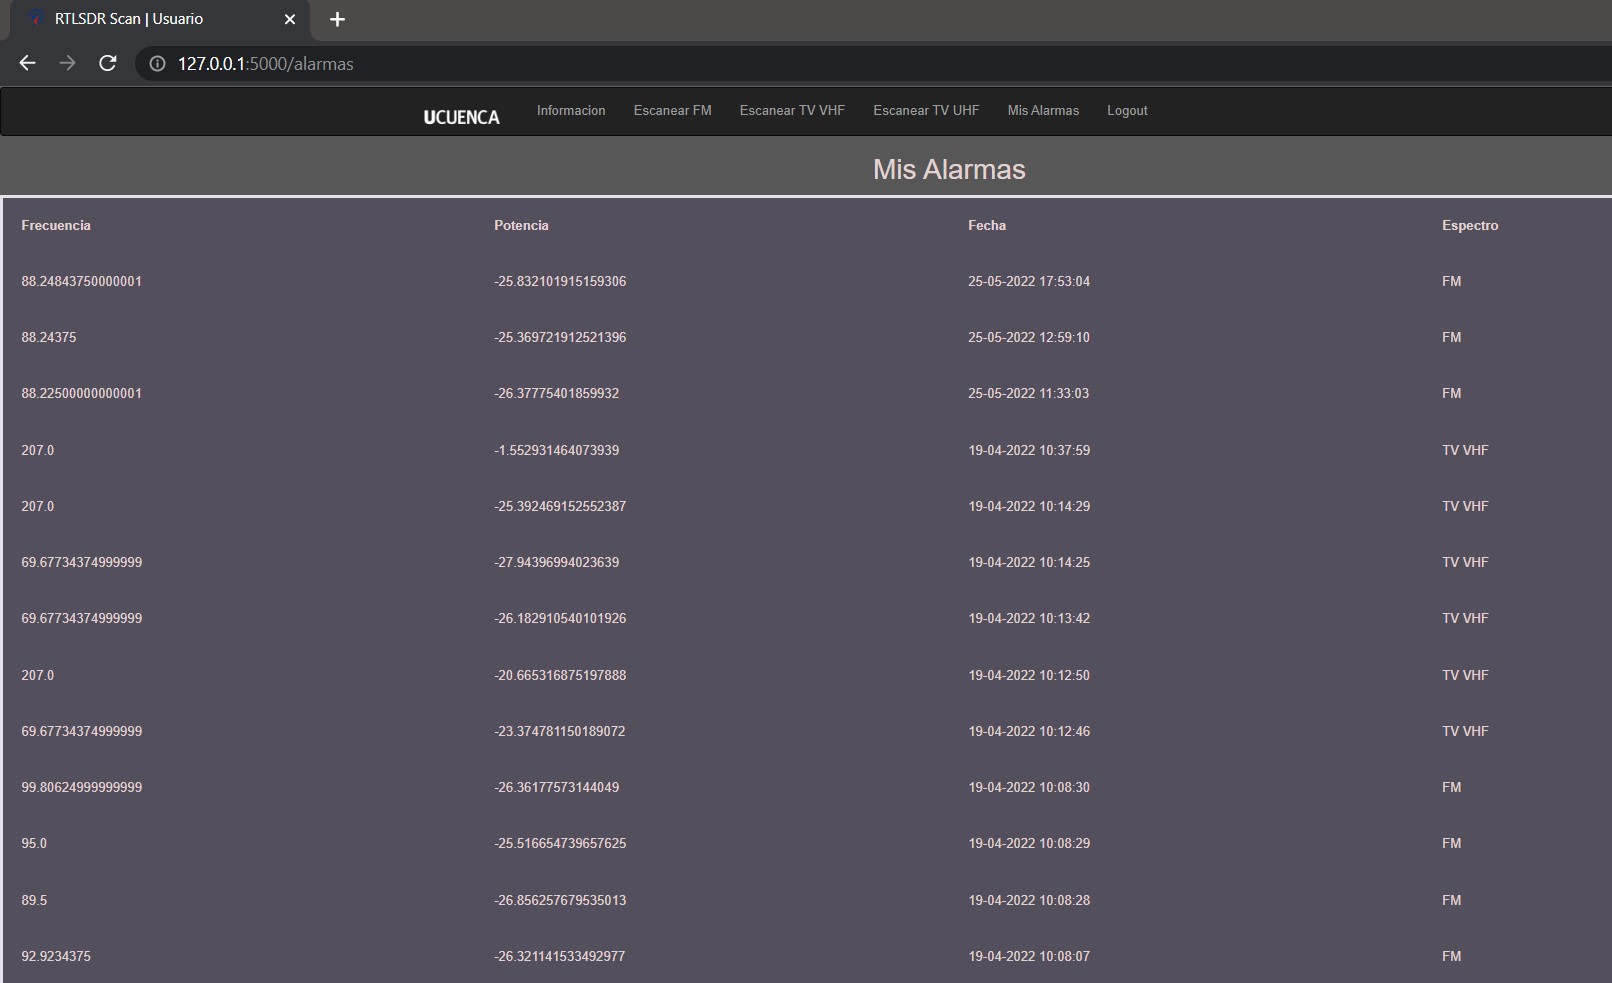 RTLSDR Scan | Usuario
127.0.0.1:5000/alarmas
UCUENCA Informacion Escanear FM Escanear TV VHF Escanear TV UHF Mis Alarmas Logout
Mis Alarmas
Frecuencia Potencia Fecha Espectro
88.24843750000001 -25.832101915159306 25-05-2022 17:53:04 FM
88.24375 -25.369721912521396 25-05-2022 12:59:10 FM
88.22500000000001 -26.37775401859932 25-05-2022 11:33:03 FM
207.0 -1.552931464073939 19-04-2022 10:37:59 TV VHF
207.0 -25.392469152552387 19-04-2022 10:14:29 TV VHF
69.67734374999999 -27.94396994023639 19-04-2022 10:14:25 TV VHF
69.67734374999999 -26.182910540101926 19-04-2022 10:13:42 TV VHF
207.0 -20.665316875197888 19-04-2022 10:12:50 TV VHF
69.67734374999999 -23.374781150189072 19-04-2022 10:12:46 TV VHF
99.80624999999999 -26.36177573144049 19-04-2022 10:08:30 FM
95.0 -25.516654739657625 19-04-2022 10:08:29 FM
89.5 -26.856257679535013 19-04-2022 10:08:28 FM
92.9234375 -26.321141533492977 19-04-2022 10:08:07 FM